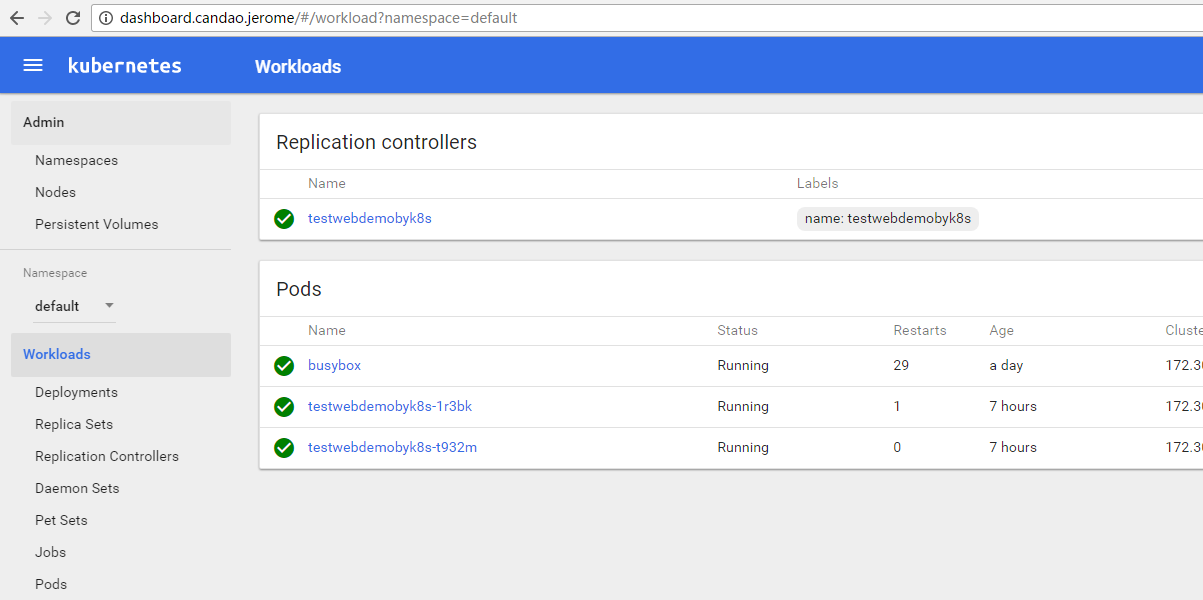 dashboard.candao.jerome/#/workload?namespace=default
kubernetes Workloads
Admin
Namespaces
Nodes
Persistent Volumes
Namespace
default
Workloads
Deployments
Replica Sets
Replication Controllers
Daemon Sets
Pet Sets
Jobs
Pods
Replication controllers
Name Labels
testwebdemobyk8s name: testwebdemobyk8s
Pods
Name Status Restarts Age Cluste
busybox Running 29 a day 172.30
testwebdemobyk8s-1r3bk Running 1 7 hours 172.30
testwebdemobyk8s-t932m Running 0 7 hours 172.30